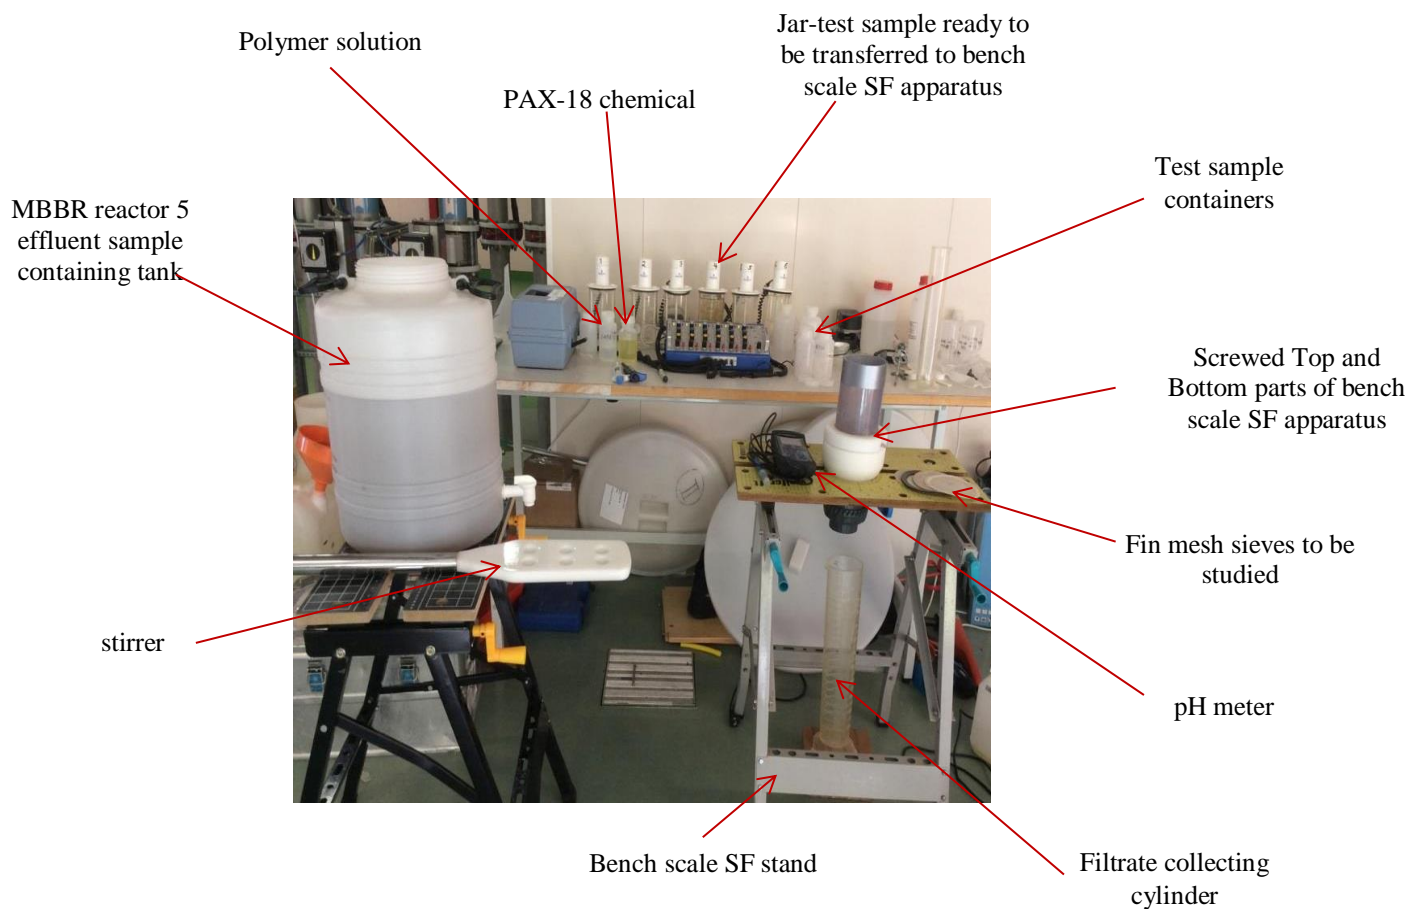 Jar-test sample ready to
be transferred to bench
scale SF apparatus
Polymer solution
PAX-18 chemical
Test sample
containers
MBBR reactor 5
effluent sample
containing tank
Screwed Top and
Bottom parts of bench
scale SF apparatus
Fin mesh sieves to be
studied
stirrer
pH meter
Bench scale SF stand
Filtrate collecting
cylinder